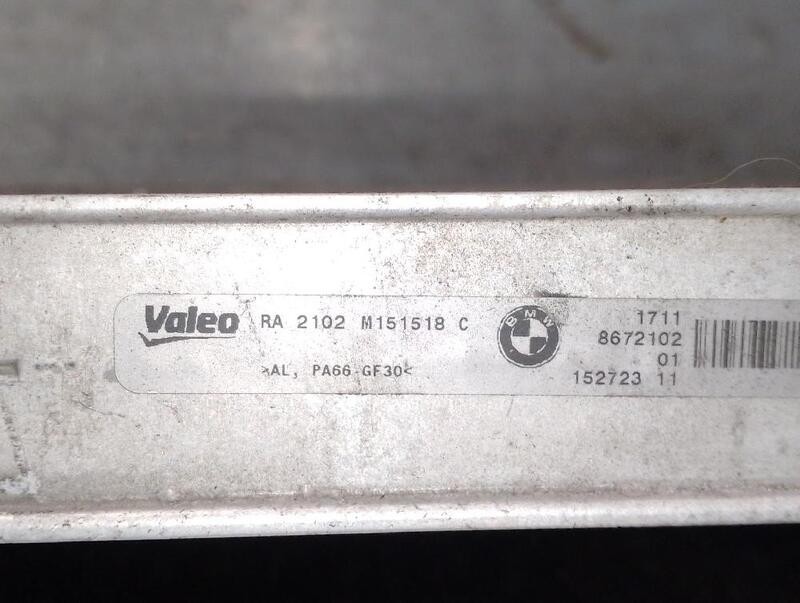 Valeo RA 2102 M151518 C
>AL, PA66-GF30<
BMW
1711
8672102
01
152723 11